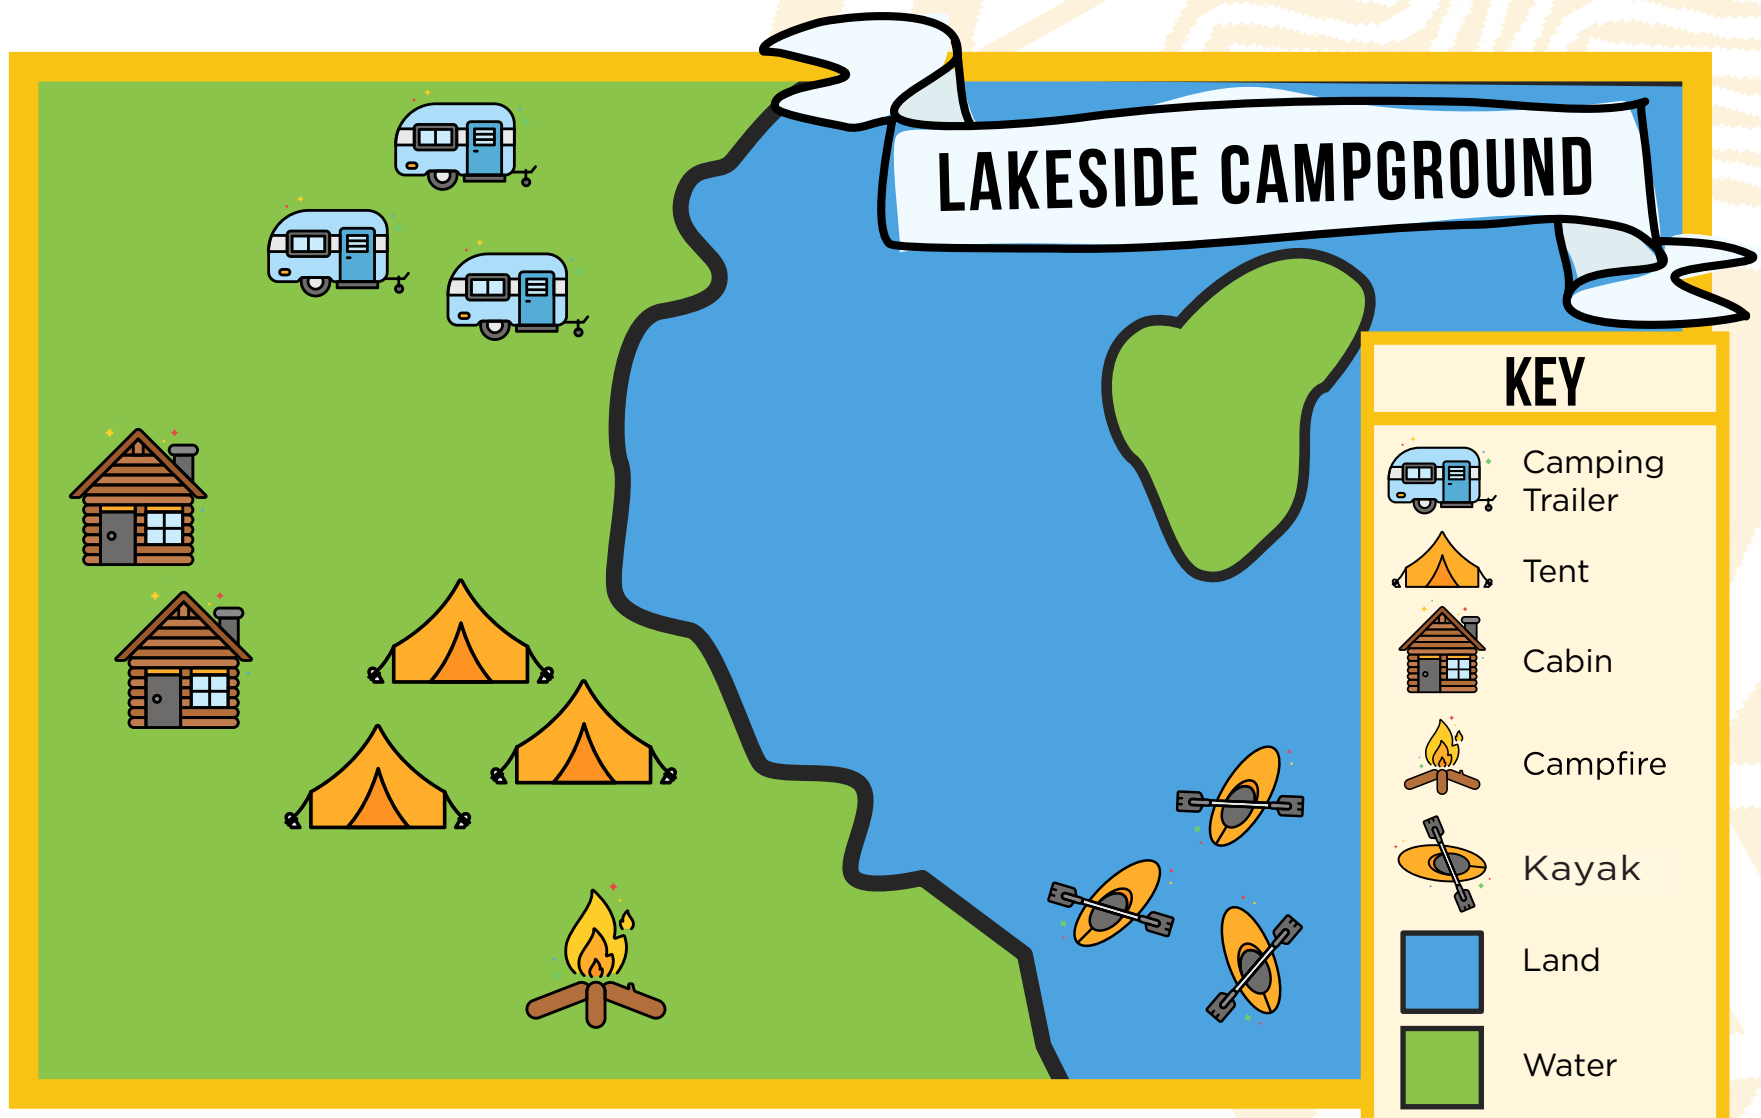 LAKESIDE CAMPGROUND
KEY
Camping
Trailer
Tent
Cabin
Campfire
Kayak
Land
Water